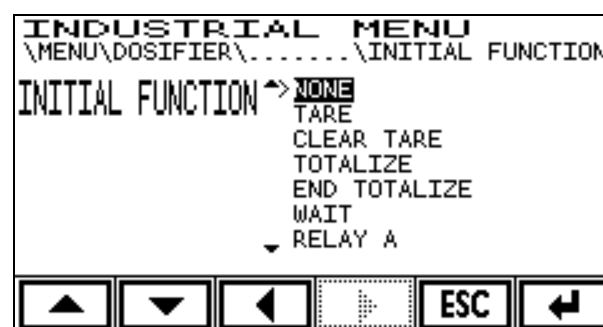 INDUSTRIAL MENU
\MENU\DOSIFIER\.......\INITIAL FUNCTION
INITIAL FUNCTION > NONE
TARE
CLEAR TARE
TOTALIZE
END TOTALIZE
WAIT
RELAY A
ESC